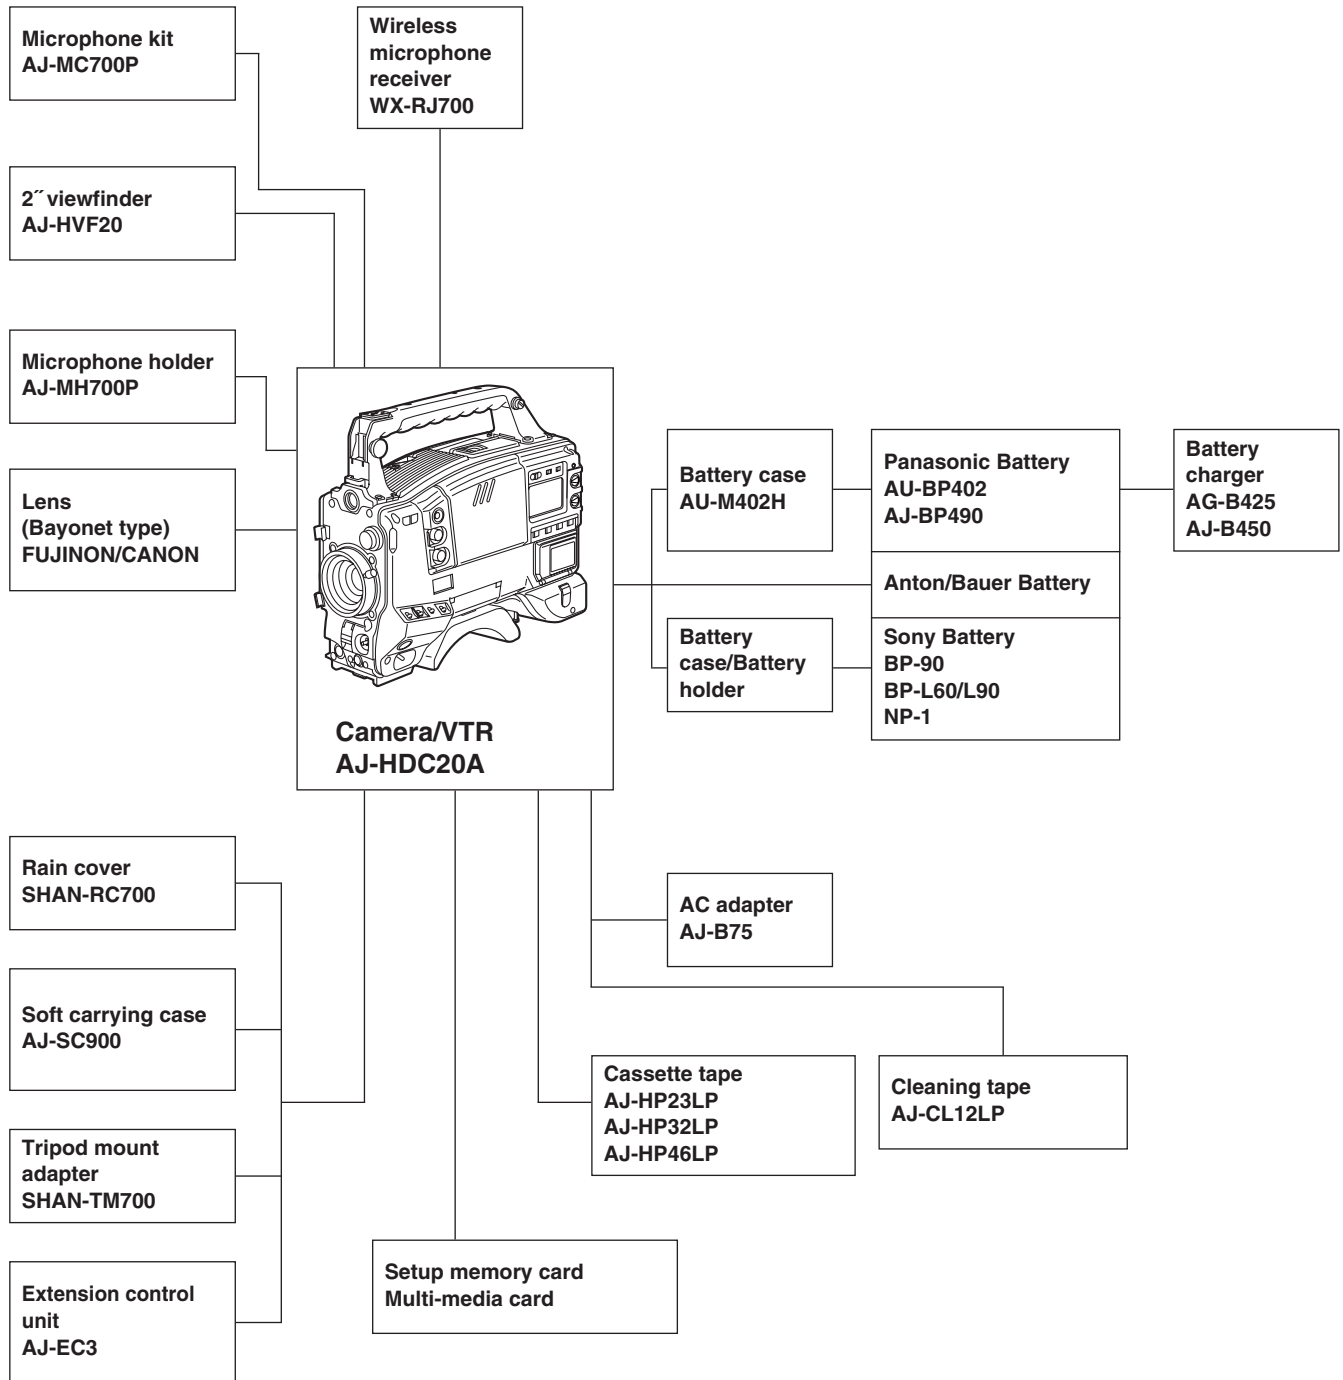 Microphone kit
AJ-MC700P
Wireless
microphone
receiver
WX-RJ700
2˝ viewfinder
AJ-HVF20
Microphone holder
AJ-MH700P
Lens
(Bayonet type)
FUJINON/CANON
Camera/VTR
AJ-HDC20A
Battery case
AU-M402H
Panasonic Battery
AU-BP402
AJ-BP490
Battery
charger
AG-B425
AJ-B450
Anton/Bauer Battery
Battery
case/Battery
holder
Sony Battery
BP-90
BP-L60/L90
NP-1
Rain cover
SHAN-RC700
Soft carrying case
AJ-SC900
Tripod mount
adapter
SHAN-TM700
Extension control
unit
AJ-EC3
AC adapter
AJ-B75
Cassette tape
AJ-HP23LP
AJ-HP32LP
AJ-HP46LP
Cleaning tape
AJ-CL12LP
Setup memory card
Multi-media card